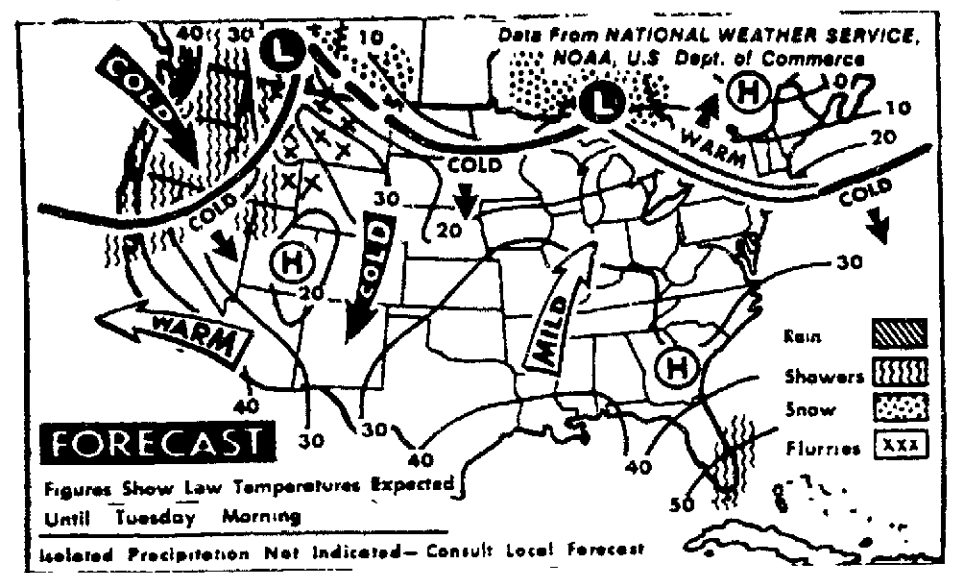 40 30 L 10
Data From NATIONAL WEATHER SERVICE,
NOAA, U.S Dept. of Commerce
COLD
L
H
0
10
20
WARM
COLD
COLD
COLD
30
20
COLD
H
20
30
WARM
MILD
H
Rain
Showers
Snow
Flurries XXX
40
30
30
40
40
50
FORECAST
Figures Show Law Temperatures Expected
Until Tuesday Morning
Isolated Precipitation Not Indicated— Consult Local Forecast